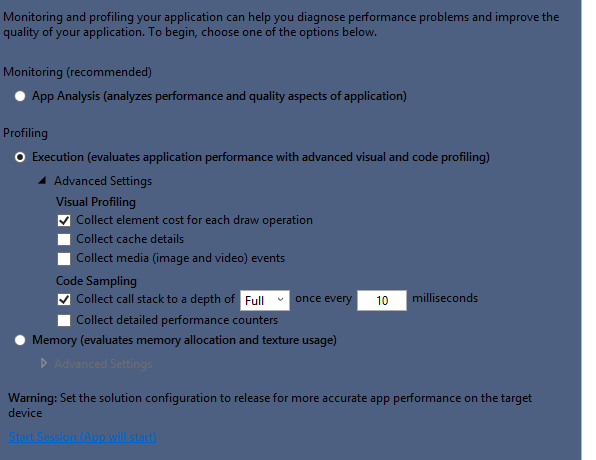 Monitoring and profiling your application can help you diagnose performance problems and improve the
quality of your application. To begin, choose one of the options below.
Monitoring (recommended)
App Analysis (analyzes performance and quality aspects of application)
Profiling
Execution (evaluates application performance with advanced visual and code profiling)
Advanced Settings
Visual Profiling
Collect element cost for each draw operation
Collect cache details
Collect media (image and video) events
Code Sampling
Collect call stack to a depth of Full once every 10 milliseconds
Collect detailed performance counters
Memory (evaluates memory allocation and texture usage)
Advanced Settings
Warning: Set the solution configuration to release for more accurate app performance on the target
device
Start Session (App will start)